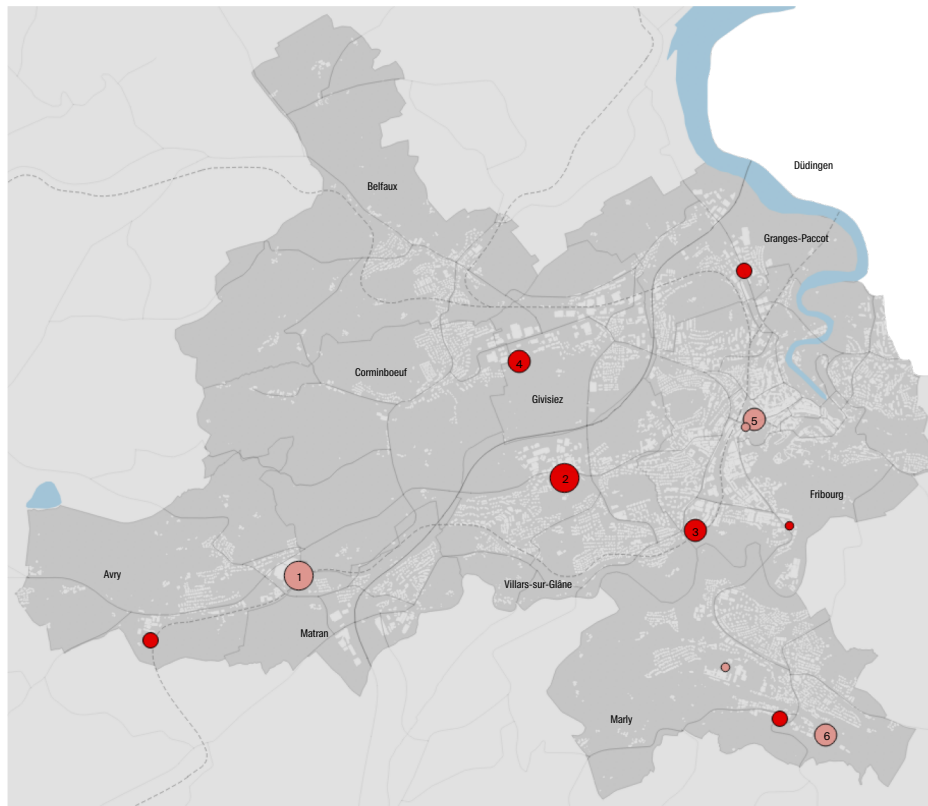 Düdingen
Belfaux
Granges-Paccot
4
Corminboeuf
Givisiez
5
2
Fribourg
3
Avry
1
Villars-sur-Glâne
Matran
Marly
6